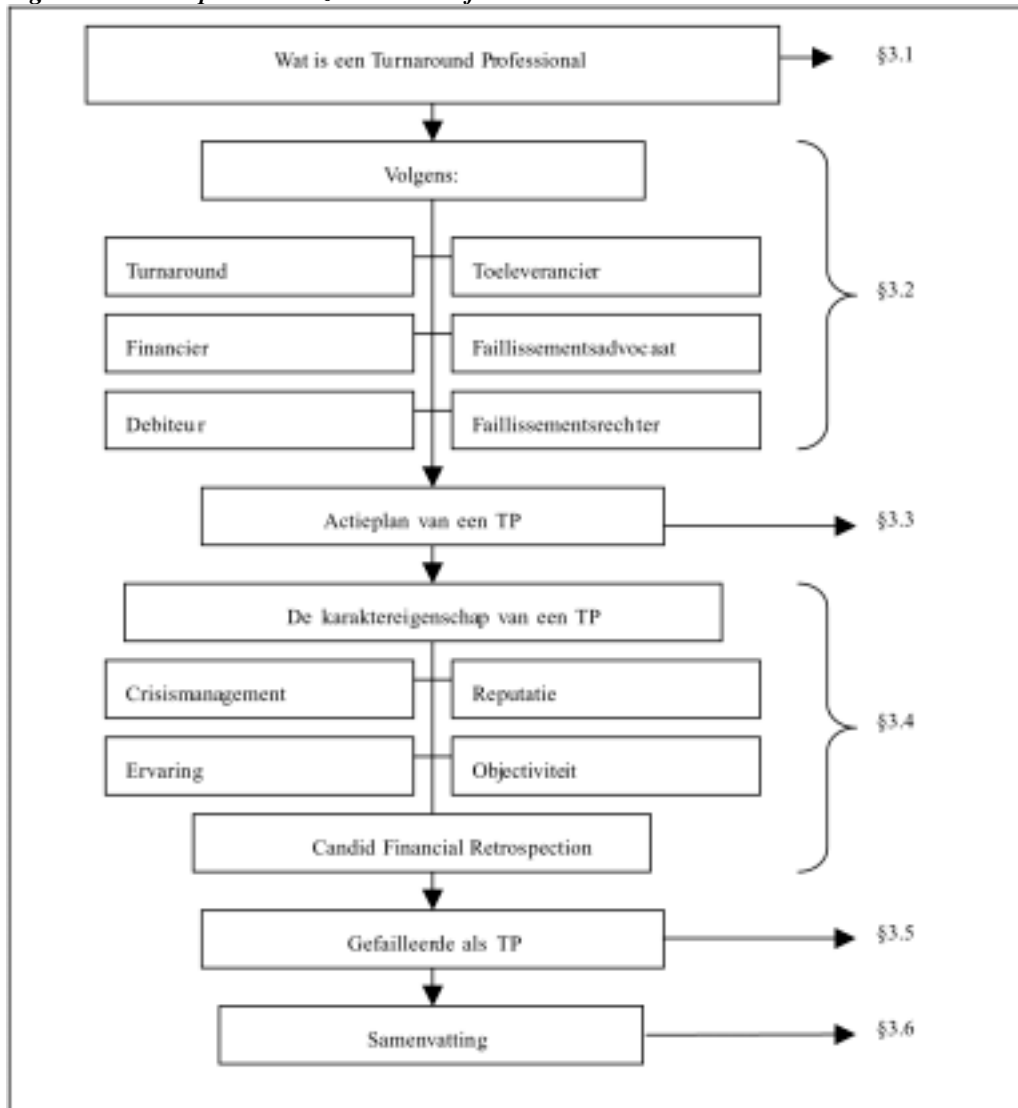 Wat is een Turnaround Professional
§3.1
Volgens:
Turnaround
Toeleverancier
§3.2
Financier
Faillissementsadvocaat
Debiteur
Faillissementsrechter
Actieplan van een TP
§3.3
De karaktereigenschap van een TP
Crisismanagement
Reputatie
§3.4
Ervaring
Objectiviteit
Candid Financial Retrospection
Gefailleerde als TP
§3.5
Samenvatting
§3.6